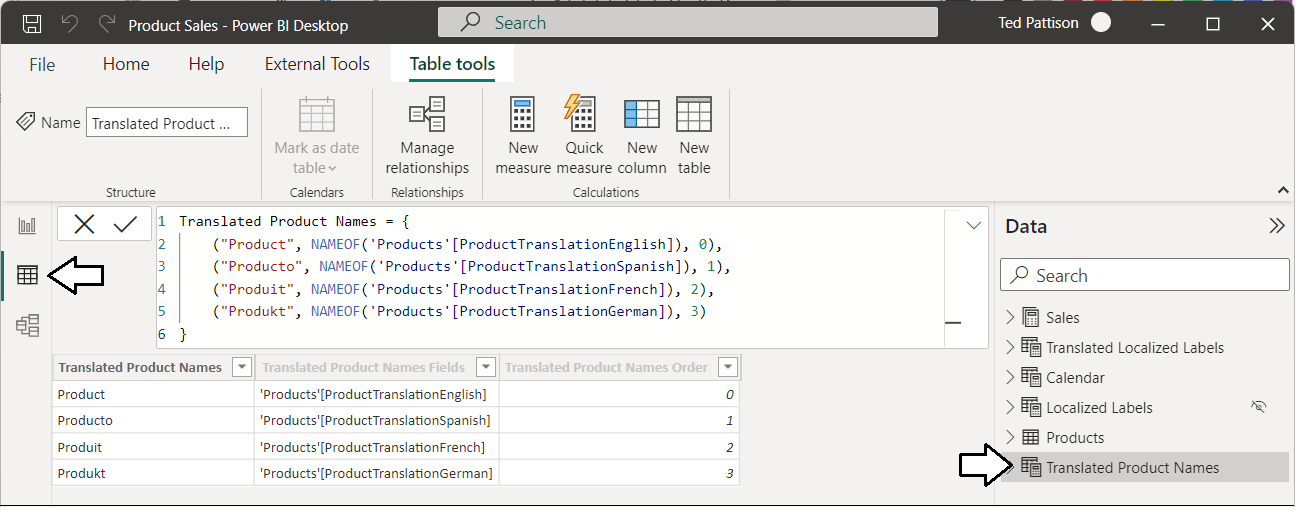 Product Sales - Power BI Desktop
Search
Ted Pattison
File
Home
Help
External Tools
Table tools
Name
Translated Product ...
Mark as date
table
Manage
relationships
New
measure
Quick
measure
New
column
New
table
Structure
Calendars
Relationships
Calculations
1 Translated Product Names = {
2 ("Product", NAMEOF('Products'[ProductTranslationEnglish]), 0),
3 ("Producto", NAMEOF('Products'[ProductTranslationSpanish]), 1),
4 ("Produit", NAMEOF('Products'[ProductTranslationFrench]), 2),
5 ("Produkt", NAMEOF('Products'[ProductTranslationGerman]), 3)
6 }
Translated Product Names Translated Product Names Fields Translated Product Names Order
Product 'Products'[ProductTranslationEnglish] 0
Producto 'Products'[ProductTranslationSpanish] 1
Produit 'Products'[ProductTranslationFrench] 2
Produkt 'Products'[ProductTranslationGerman] 3
Data
Search
Sales
Translated Localized Labels
Calendar
Localized Labels
Products
Translated Product Names